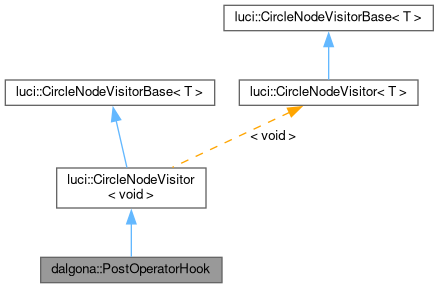 luci::CircleNodeVisitorBase< T >
luci::CircleNodeVisitorBase< T >
luci::CircleNodeVisitor< T >
< void >
luci::CircleNodeVisitor
< void >
dalgona::PostOperatorHook